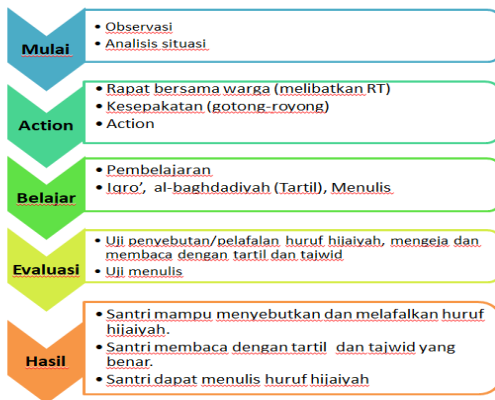 Mulai
• Observasi
• Analisis situasi
Action
• Rapat bersama warga (melibatkan RT)
• Kesepakatan (gotong-royong)
• Action
Belajar
• Pembelajaran
• Iqro’, al-baghdadiyah (Tartil), Menulis
Evaluasi
• Uji penyebutan/pelafalan huruf hijaiyah, mengeja dan
membaca dengan tartil dan tajwid
• Uji menulis
Hasil
• Santri mampu menyebutkan dan melafalkan huruf
hijaiyah.
• Santri membaca dengan tartil dan tajwid yang
benar.
• Santri dapat menulis huruf hijaiyah